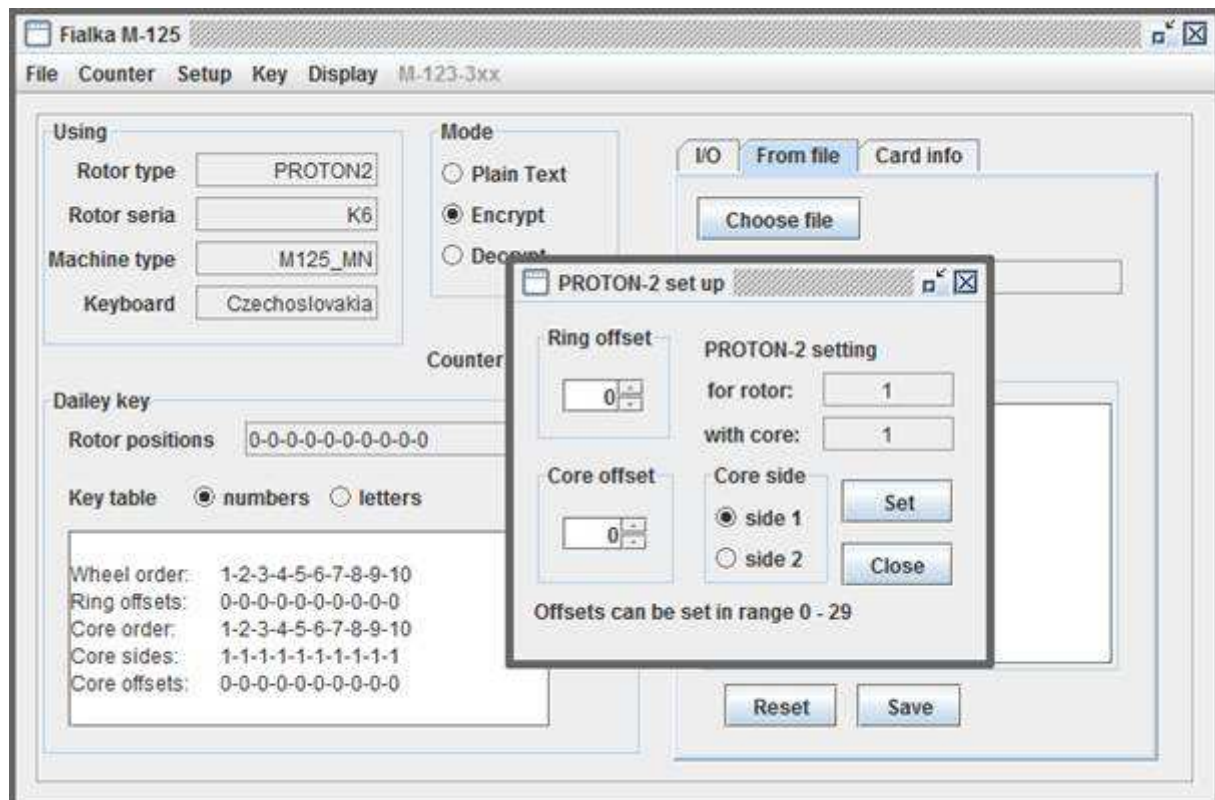 Fialka M-125
File Counter Setup Key Display M-123-3xx
Using
Rotor type PROTON2
Rotor seria K6
Machine type M125_MN
Keyboard Czechoslovakia
Mode
Plain Text
Encrypt
I/O From file Card info
Choose file
Counter
Dailey key
Rotor positions 0-0-0-0-0-0-0-0-0-0
Key table numbers letters
Wheel order: 1-2-3-4-5-6-7-8-9-10
Ring offsets: 0-0-0-0-0-0-0-0-0-0
Core order: 1-2-3-4-5-6-7-8-9-10
Core sides: 1-1-1-1-1-1-1-1-1-1
Core offsets: 0-0-0-0-0-0-0-0-0-0
PROTON-2 set up
Ring offset
0
PROTON-2 setting
for rotor: 1
with core: 1
Core offset
0
Core side
side 1
side 2
Set
Close
Offsets can be set in range 0 - 29
Reset Save